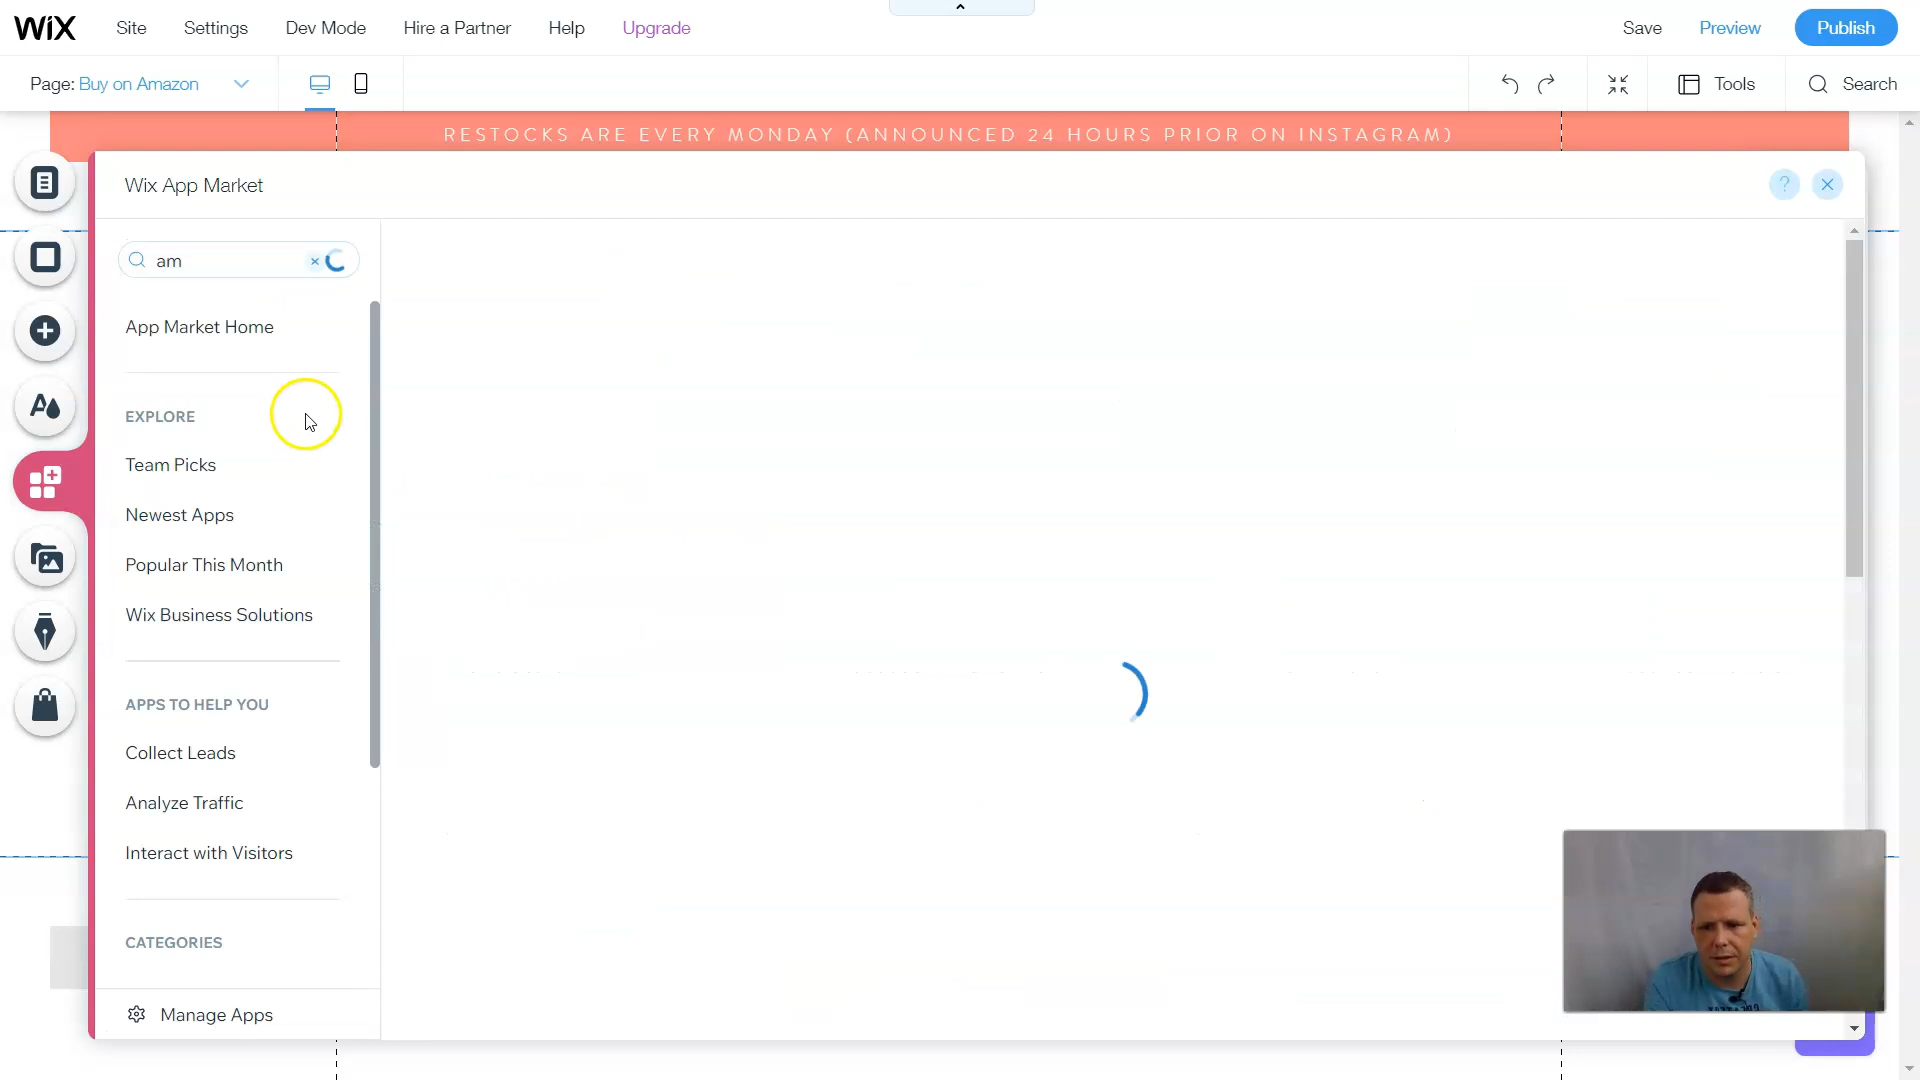 WIX Site Settings Dev Mode Hire a Partner Help Upgrade Save Preview Publish
Page: Buy on Amazon Tools Search
RESTOCKS ARE EVERY MONDAY (ANNOUNCED 24 HOURS PRIOR ON INSTAGRAM)
Wix App Market ?
am
App Market Home
EXPLORE
Team Picks
Newest Apps
Popular This Month
Wix Business Solutions
APPS TO HELP YOU
Collect Leads
Analyze Traffic
Interact with Visitors
CATEGORIES
Manage Apps